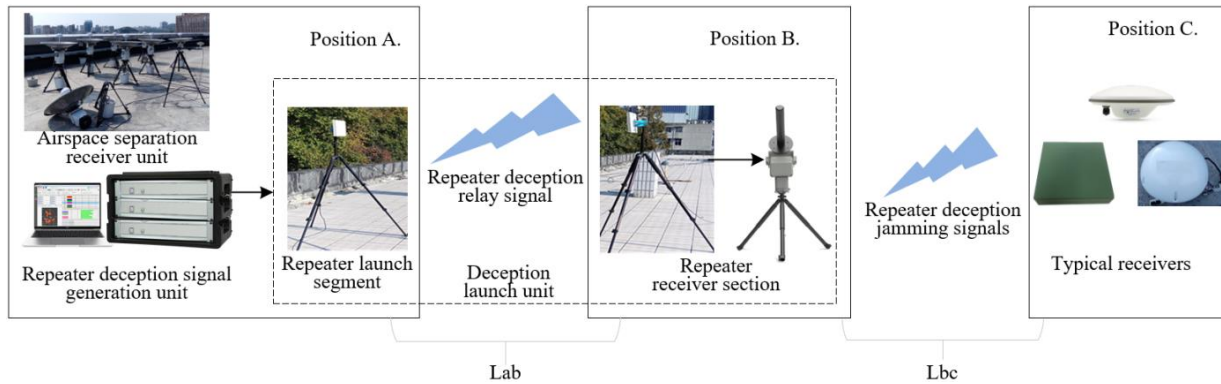 Position A.
Airspace separation
receiver unit
Repeater deception signal
generation unit
Repeater launch
segment
Repeater deception
relay signal
Deception
launch unit
Position B.
Repeater
receiver section
Repeater deception
jamming signals
Position C.
Typical receivers
Lab
Lbc